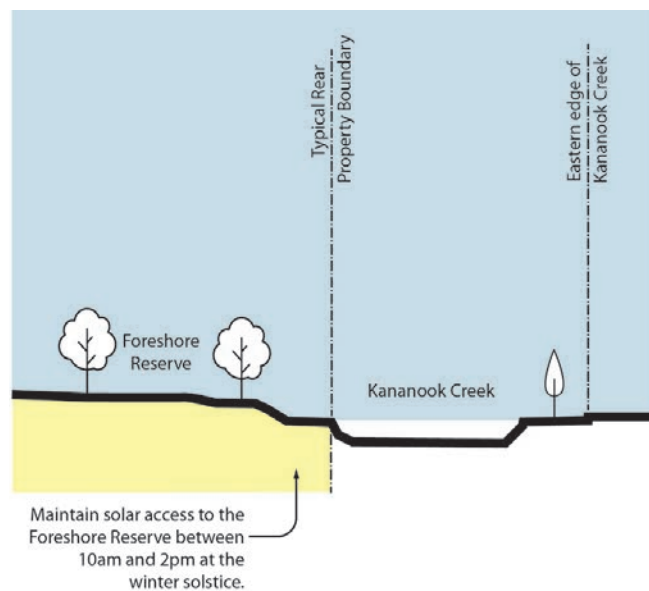 Typical Rear
Property Boundary
Eastern edge of
Kananook Creek
Foreshore
Reserve
Kananook Creek
Maintain solar access to the
Foreshore Reserve between
10am and 2pm at the
winter solstice.